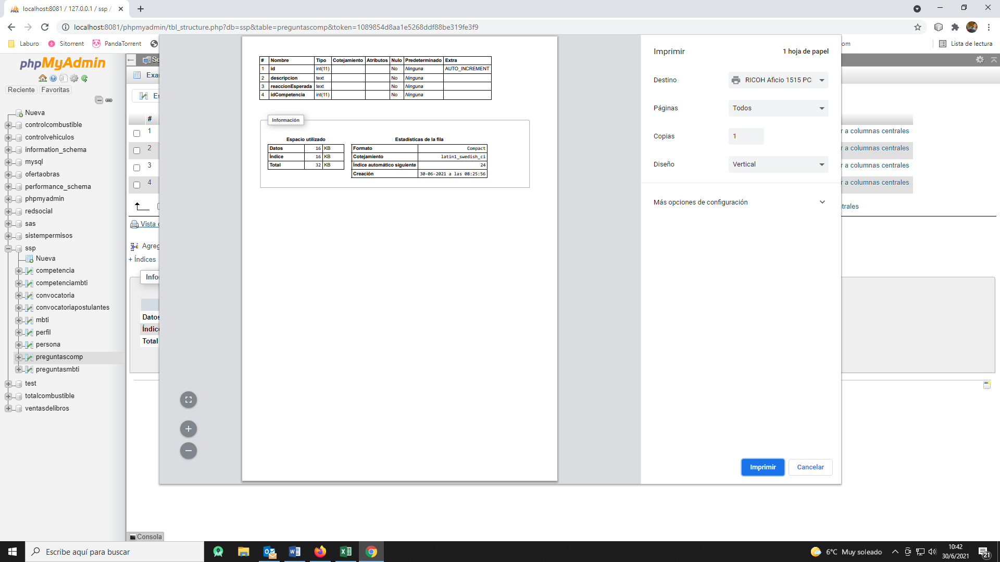 localhost:8081 / 127.0.0.1 / ssp /
localhost:8081/phpmyadmin/tbl_structure.php?db=ssp&table=preguntascomp&token=1089854d8aa1e5268ddf88be319fe3f9
Laburo
Sitorrent
PandaTorrent
om
Lista de lectura
phpMyAdmin
Reciente
Favoritas
Nueva
controlcombustible
controlvehiculos
information_schema
mysql
ofertaobras
performance_schema
phpmyadmin
redsocial
sas
sistempermisos
ssp
Nueva
competencia
competenciambti
convocatoria
convocatoriapostulantes
mbti
perfil
persona
preguntascomp
preguntasmbti
test
totalcombustible
ventasdelibros
Se
Exa
Es
#
1
2
3
4
Vista
Agreg
+ Índices
Info
Datos
Índic
Total
Consola
# Nombre Tipo Cotejamiento Atributos Nulo Predeterminado Extra
1 id int(11) No Ninguna AUTO_INCREMENT
2 descripcion text No Ninguna
3 reaccionEsperada text No Ninguna
4 idCompetencia int(11) No Ninguna
Información
Espacio utilizado
Datos 16 KB
Índice 16 KB
Total 32 KB
Estadísticas de la fila
Formato Compact
Cotejamiento latin1_swedish_ci
Índice automático siguiente 24
Creación 30-06-2021 a las 08:25:56
Imprimir
1 hoja de papel
Destino
RICOH Aficio 1515 PC
Páginas
Todos
Copias
1
Diseño
Vertical
Más opciones de configuración
Imprimir
Cancelar
r a columnas centrales
r a columnas centrales
r a columnas centrales
r a columnas centrales
trales
Escribe aquí para buscar
6°C Muy soleado
10:42
30/6/2021
21